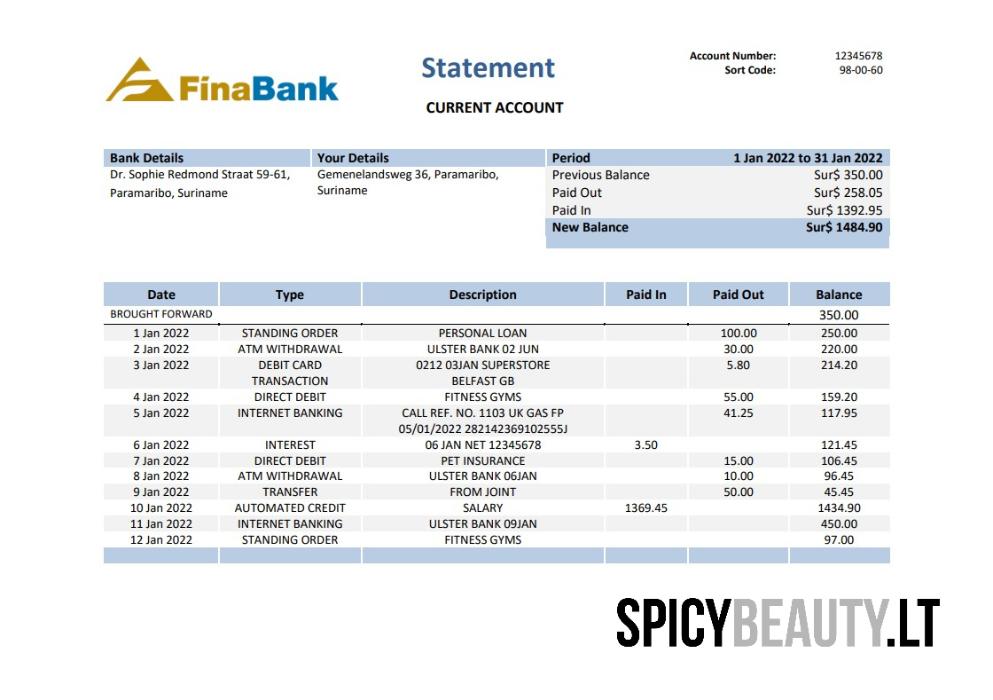 FinaBank
Statement
CURRENT ACCOUNT
Account Number: 12345678
Sort Code: 98-00-60
Bank Details
Dr. Sophie Redmond Straat 59-61,
Paramaribo, Suriname
Your Details
Gemenelandsweg 36, Paramaribo,
Suriname
Period 1 Jan 2022 to 31 Jan 2022
Previous Balance Sur$ 350.00
Paid Out Sur$ 258.05
Paid In Sur$ 1392.95
New Balance Sur$ 1484.90
Date Type Description Paid In Paid Out Balance
BROUGHT FORWARD 350.00
1 Jan 2022 STANDING ORDER PERSONAL LOAN 100.00 250.00
2 Jan 2022 ATM WITHDRAWAL ULSTER BANK 02 JUN 30.00 220.00
3 Jan 2022 DEBIT CARD 0212 03JAN SUPERSTORE 5.80 214.20
TRANSACTION BELFAST GB
4 Jan 2022 DIRECT DEBIT FITNESS GYMS 55.00 159.20
5 Jan 2022 INTERNET BANKING CALL REF. NO. 1103 UK GAS FP 41.25 117.95
05/01/2022 282142369102555J
6 Jan 2022 INTEREST 06 JAN NET 12345678 3.50 121.45
7 Jan 2022 DIRECT DEBIT PET INSURANCE 15.00 106.45
8 Jan 2022 ATM WITHDRAWAL ULSTER BANK 06JAN 10.00 96.45
9 Jan 2022 TRANSFER FROM JOINT 50.00 45.45
10 Jan 2022 AUTOMATED CREDIT SALARY 1369.45 1434.90
11 Jan 2022 INTERNET BANKING ULSTER BANK 09JAN 450.00
12 Jan 2022 STANDING ORDER FITNESS GYMS 97.00
SPICYBEAUTY.LT